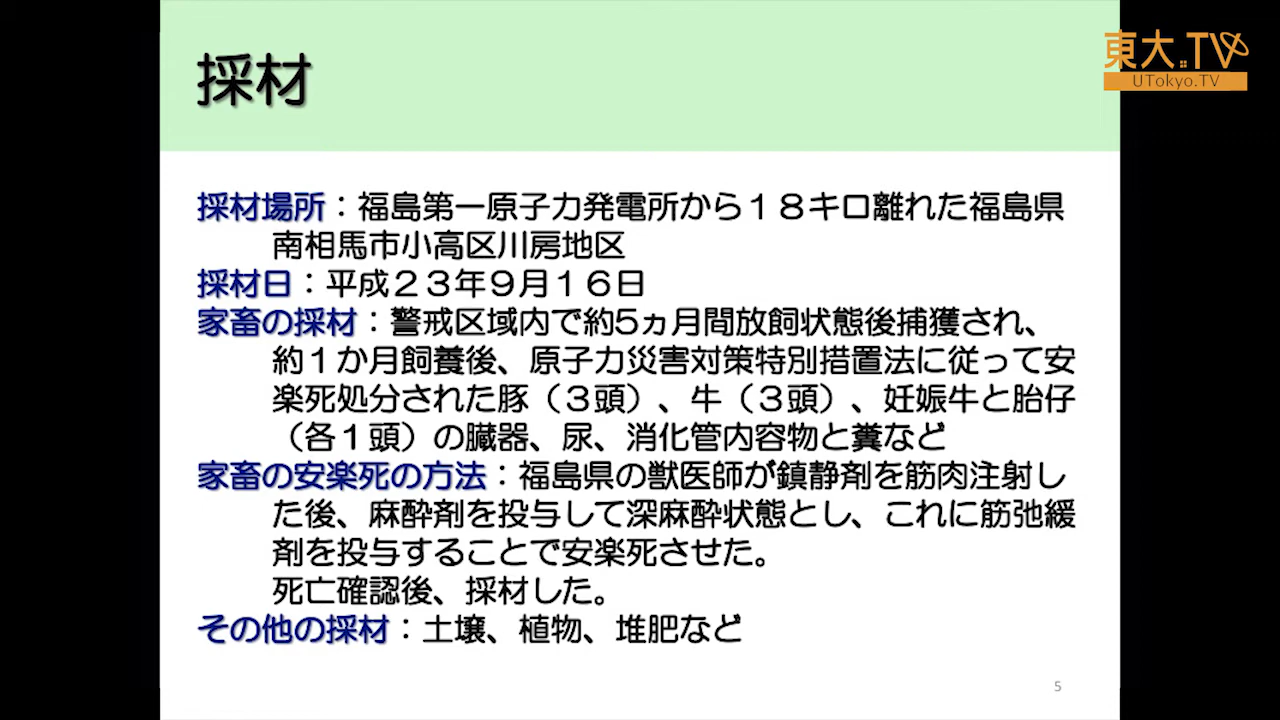 採材
東大.TV
UTokyo.TV
採材場所：福島第一原子力発電所から１８キロ離れた福島県
南相馬市小高区川房地区
採材日：平成２３年９月１６日
家畜の採材：警戒区域内で約5ヵ月間放飼状態後捕獲され、
約１か月飼養後、原子力災害対策特別措置法に従って安
楽死処分された豚（３頭）、牛（３頭）、妊娠牛と胎仔
（各１頭）の臓器、尿、消化管内容物と糞など
家畜の安楽死の方法：福島県の獣医師が鎮静剤を筋肉注射し
た後、麻酔剤を投与して深麻酔状態とし、これに筋弛緩
剤を投与することで安楽死させた。
死亡確認後、採材した。
その他の採材：土壌、植物、堆肥など
5